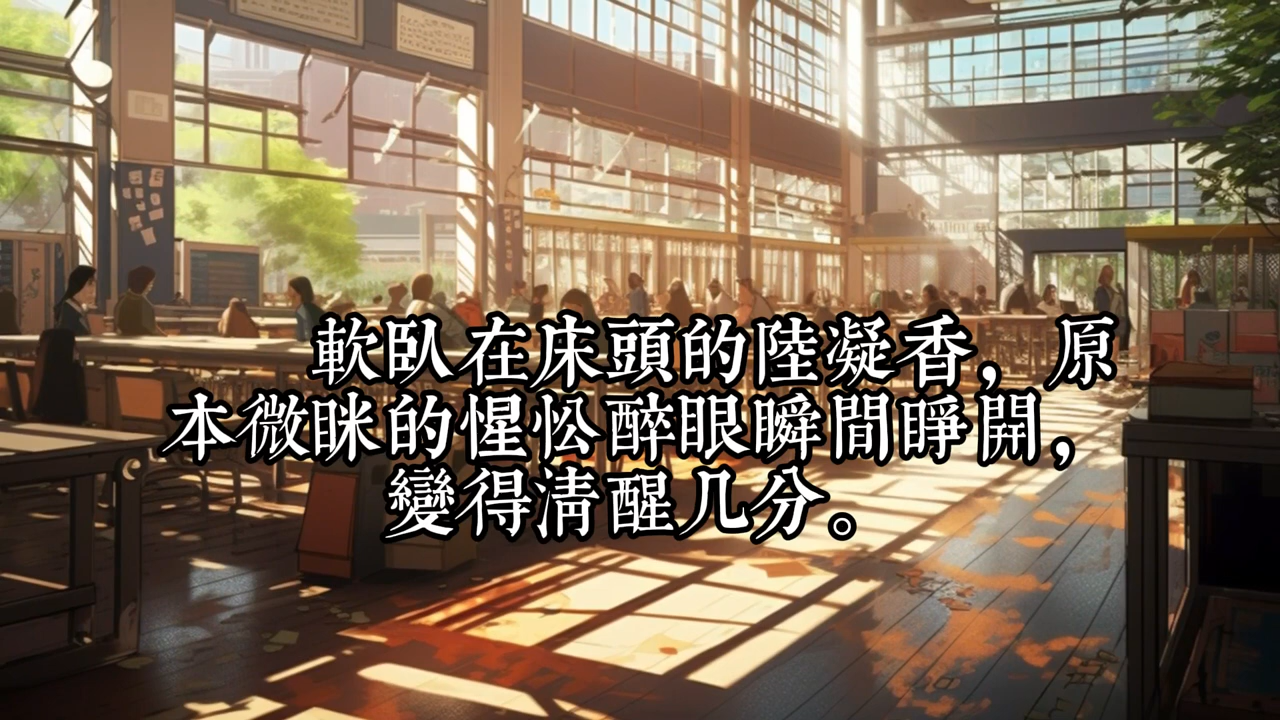 軟臥在床頭的陸凝香，原
本微眯的惺忪醉眼瞬間睜開，
變得清醒几分。